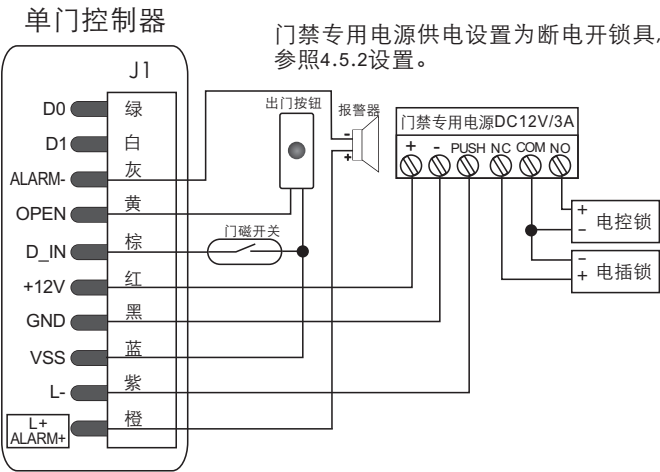 单门控制器
门禁专用电源供电设置为断电开锁具,
参照4.5.2设置。
J1
D0 绿
D1 白
ALARM- 灰
OPEN 黄
D_IN 棕
+12V 红
GND 黑
VSS 蓝
L- 紫
L+
ALARM+
橙
出门按钮
报警器
-
+
门磁开关
门禁专用电源DC12V/3A
+ - PUSH NC COM NO
+
-
电控锁
-
+
电插锁